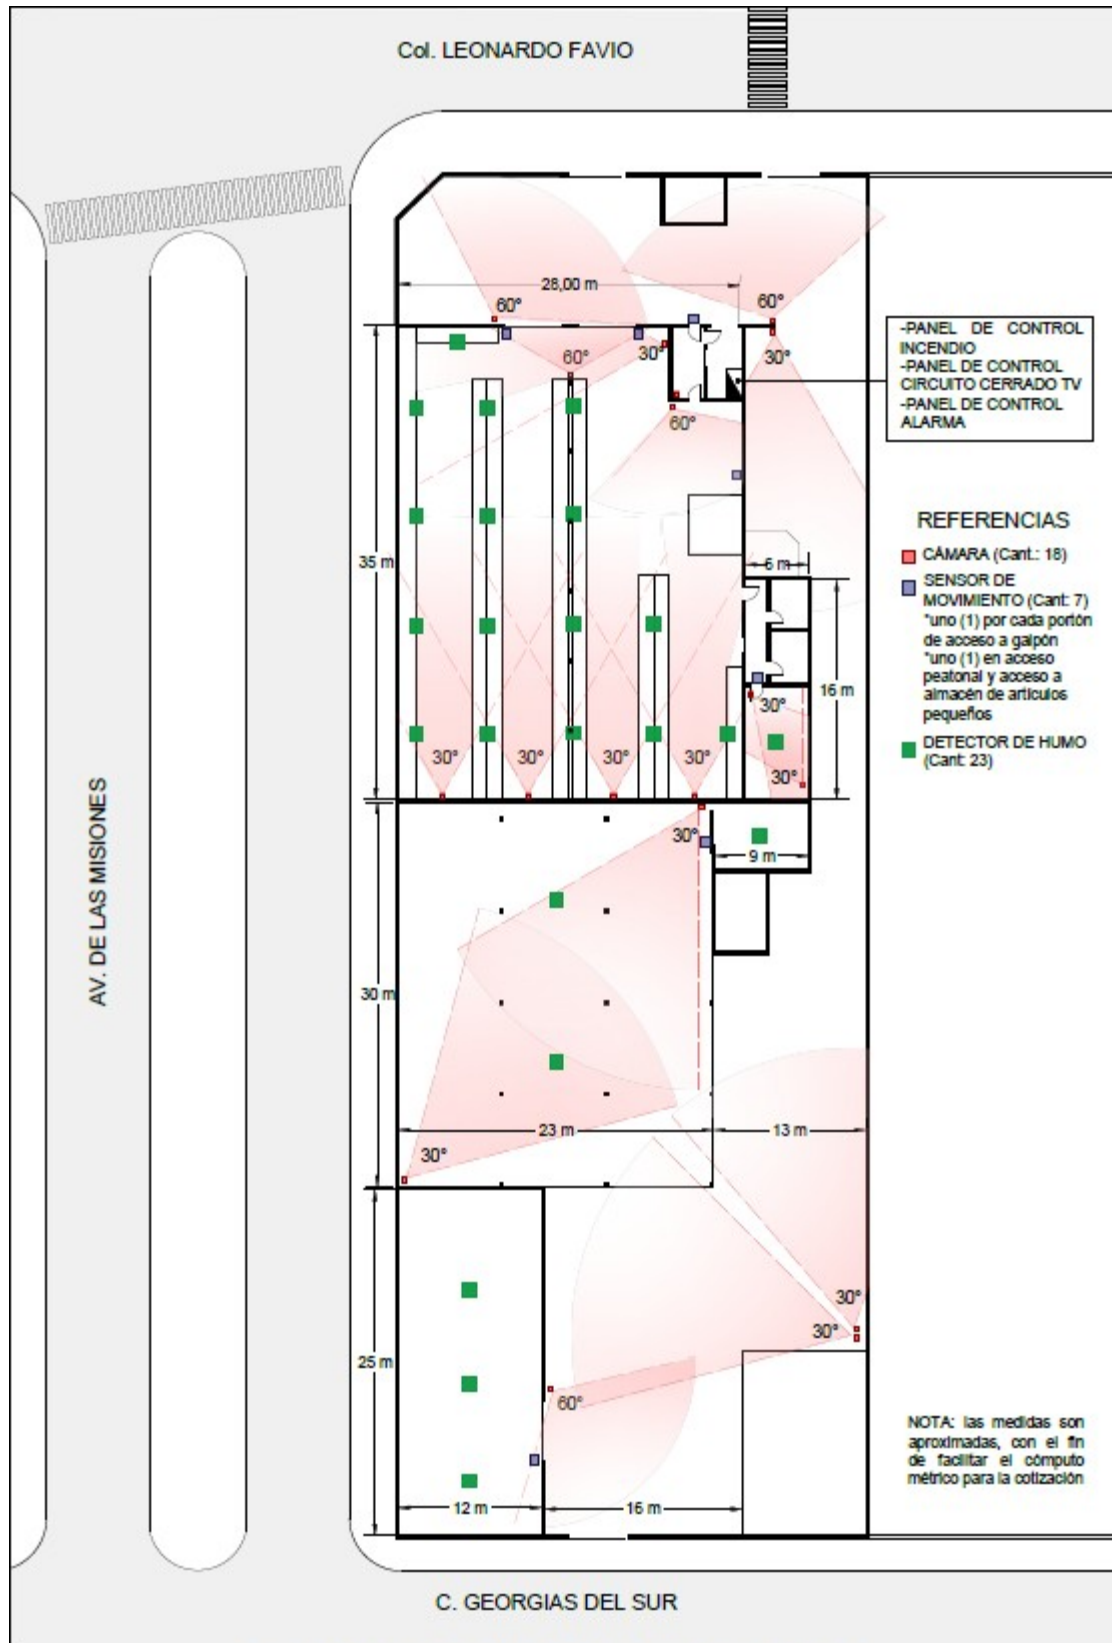 Col. LEONARDO FAVIO
28,00 m
60°
60°
60°
30°
30°
-PANEL DE CONTROL
INCENDIO
-PANEL DE CONTROL
CIRCUITO CERRADO TV
-PANEL DE CONTROL
ALARMA
60°
REFERENCIAS
CÁMARA (Cant.: 18)
SENSOR DE
MOVIMIENTO (Cant: 7)
*uno (1) por cada portón
de acceso a galpón
*uno (1) en acceso
peatonal y acceso a
almacén de artículos
pequeños
DETECTOR DE HUMO
(Cant: 23)
35 m
6 m
16 m
30°
30°
30°
30°
30°
30°
30°
9 m
AV. DE LAS MISIONES
30 m
23 m
13 m
30°
30°
30°
25 m
60°
NOTA: las medidas son
aproximadas, con el fin
de facilitar el cómputo
métrico para la cotización
12 m
16 m
C. GEORGIAS DEL SUR